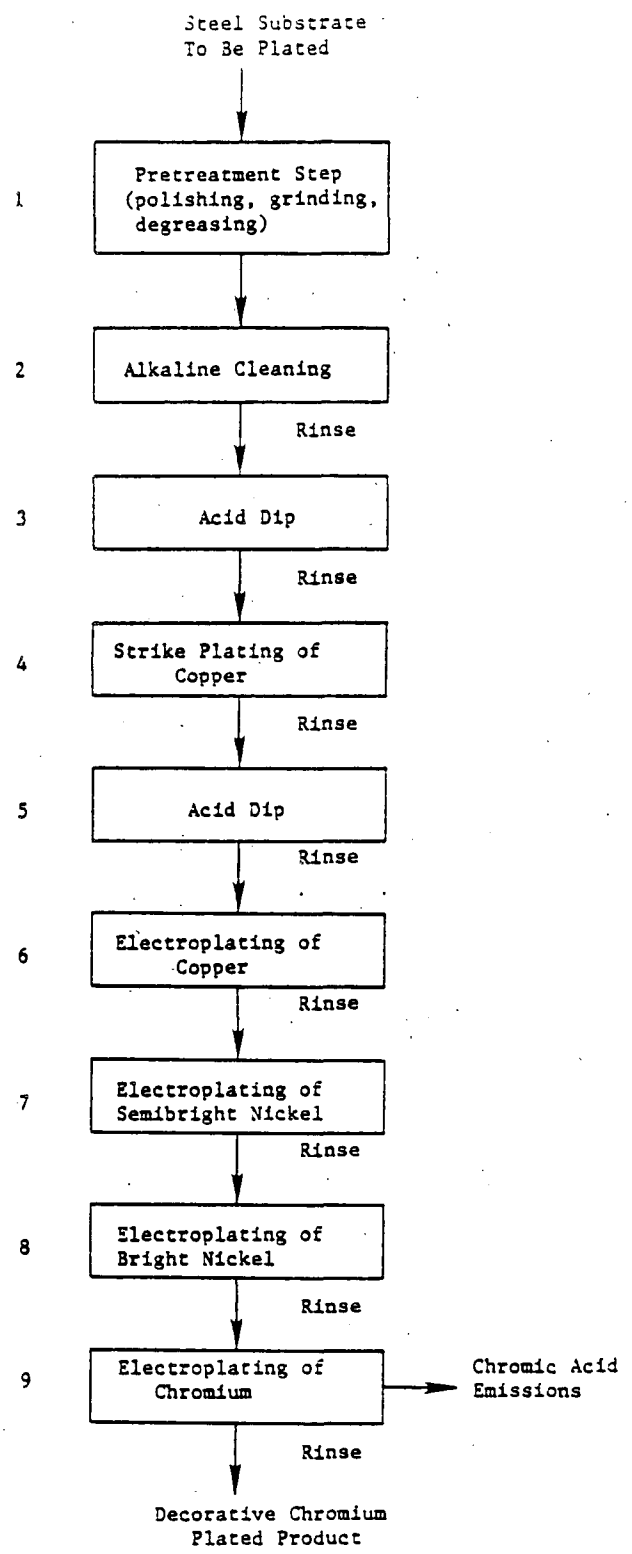 Steel Substrate
To Be Plated
1
Pretreatment Step
(polishing, grinding,
degreasing)
2
Alkaline Cleaning
Rinse
3
Acid Dip
Rinse
4
Strike Plating of
Copper
Rinse
5
Acid Dip
Rinse
6
Electroplating of
Copper
Rinse
7
Electroplating of
Semibright Nickel
Rinse
8
Electroplating of
Bright Nickel
Rinse
9
Electroplating of
Chromium
Chromic Acid
Emissions
Rinse
Decorative Chromium
Plated Product